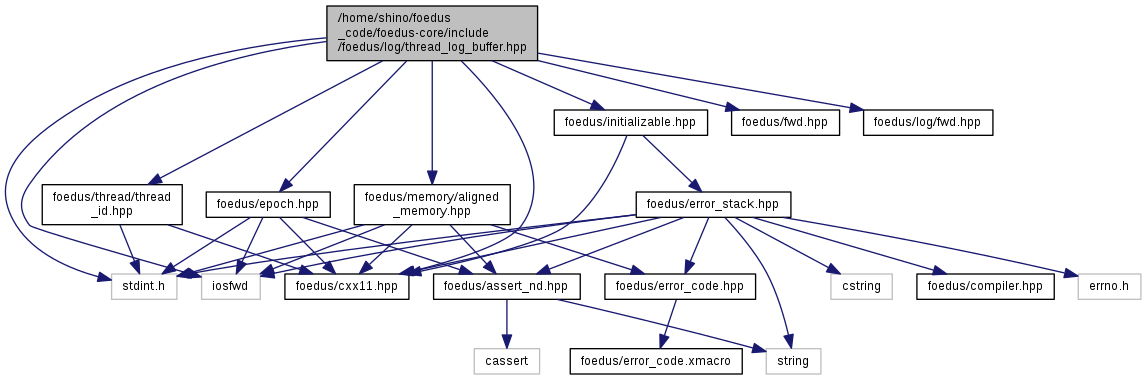 /home/shino/foedus
_code/foedus-core/include
/foedus/log/thread_log_buffer.hpp
foedus/initializable.hpp
foedus/fwd.hpp
foedus/log/fwd.hpp
foedus/thread/thread
_id.hpp
foedus/epoch.hpp
foedus/memory/aligned
_memory.hpp
foedus/error_stack.hpp
stdint.h
iosfwd
foedus/cxx11.hpp
foedus/assert_nd.hpp
foedus/error_code.hpp
cstring
foedus/compiler.hpp
errno.h
cassert
foedus/error_code.xmacro
string